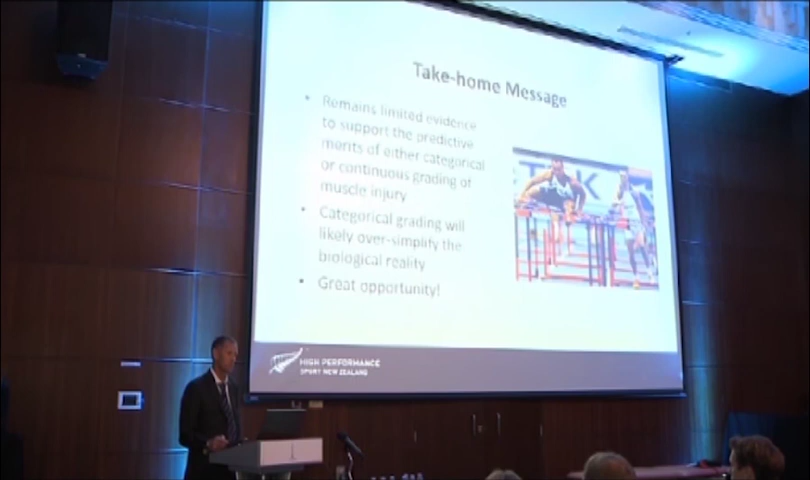 Take-home Message
• Remains limited evidence
to support the predictive
merits of either categorical
or continuous grading of
muscle injury
• Categorical grading will
likely over-simplify the
biological reality
• Great opportunity!
TDK
HIGH PERFORMANCE
SPORT NEW ZEALAND